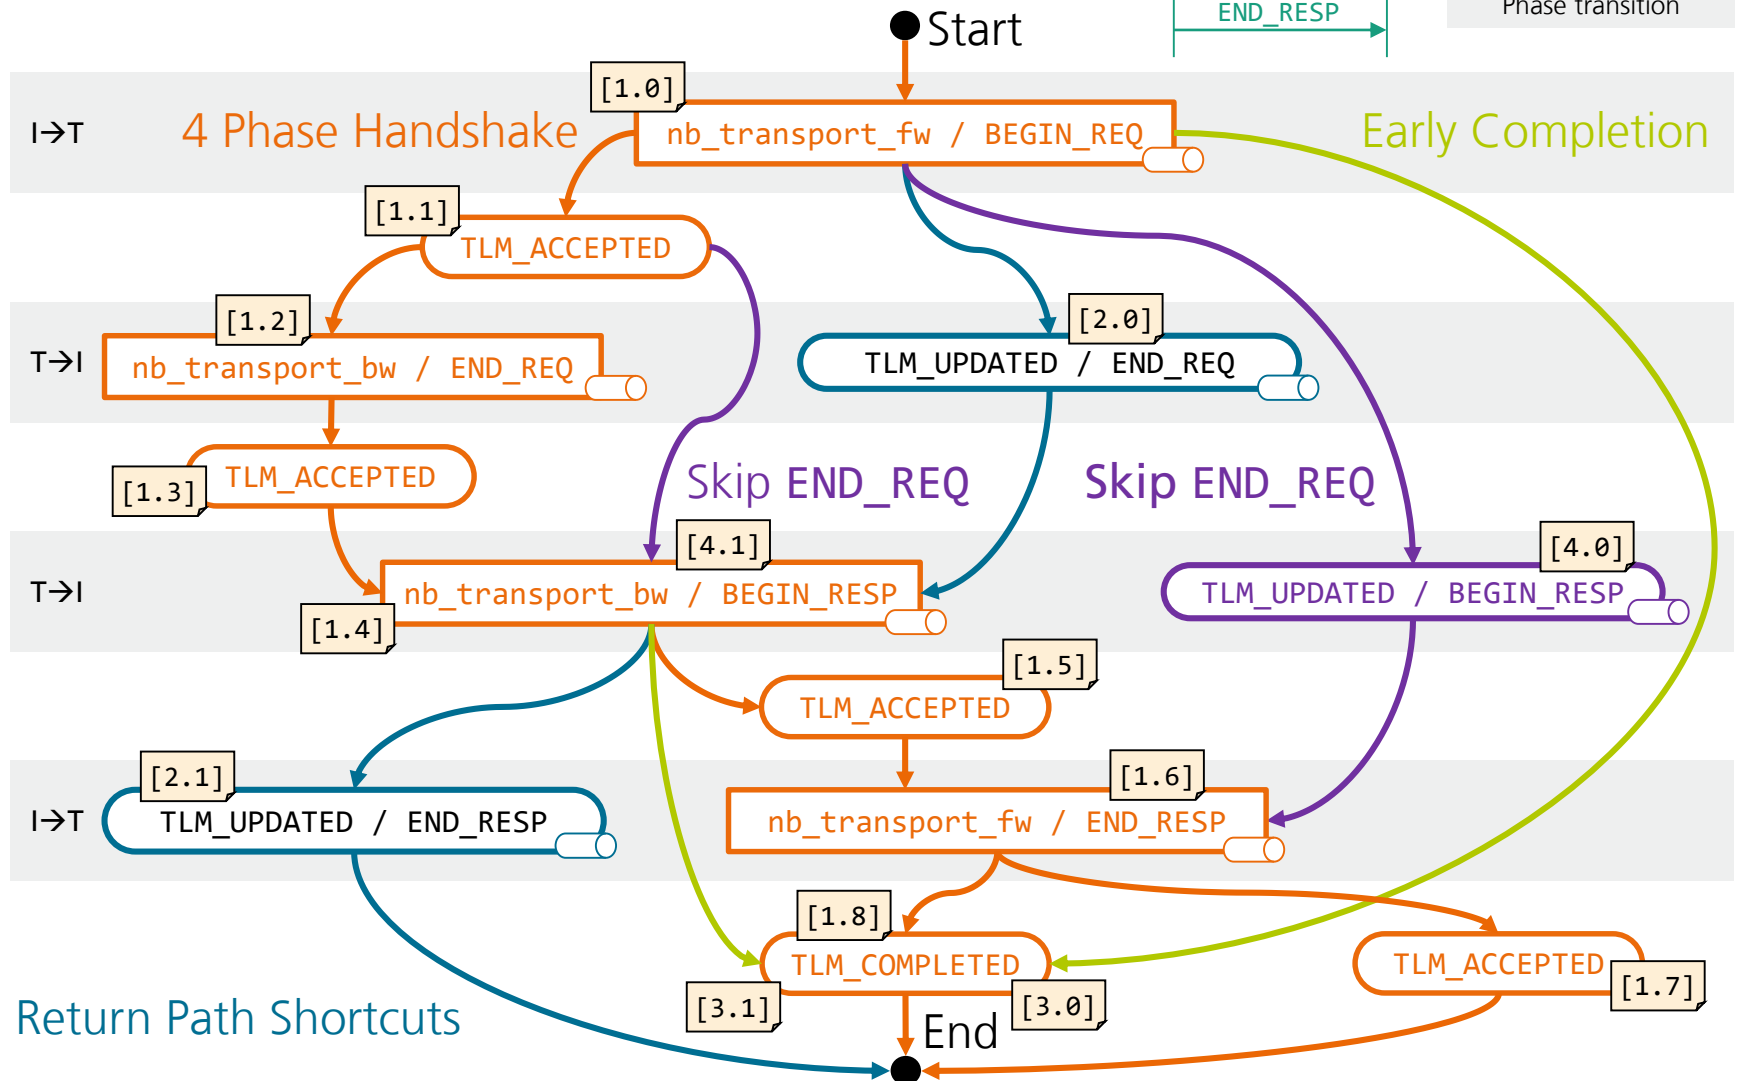 END_RESP
Phase transition
Start
[1.0]
I→T
4 Phase Handshake
nb_transport_fw / BEGIN_REQ
Early Completion
[1.1]
TLM_ACCEPTED
[1.2]
[2.0]
T→I
nb_transport_bw / END_REQ
TLM_UPDATED / END_REQ
[1.3]
TLM_ACCEPTED
Skip END_REQ
Skip END_REQ
[4.1]
[4.0]
T→I
nb_transport_bw / BEGIN_RESP
TLM_UPDATED / BEGIN_RESP
[1.4]
[1.5]
TLM_ACCEPTED
[2.1]
[1.6]
I→T
TLM_UPDATED / END_RESP
nb_transport_fw / END_RESP
[1.8]
TLM_COMPLETED
TLM_ACCEPTED
[3.1]
[3.0]
[1.7]
Return Path Shortcuts
End